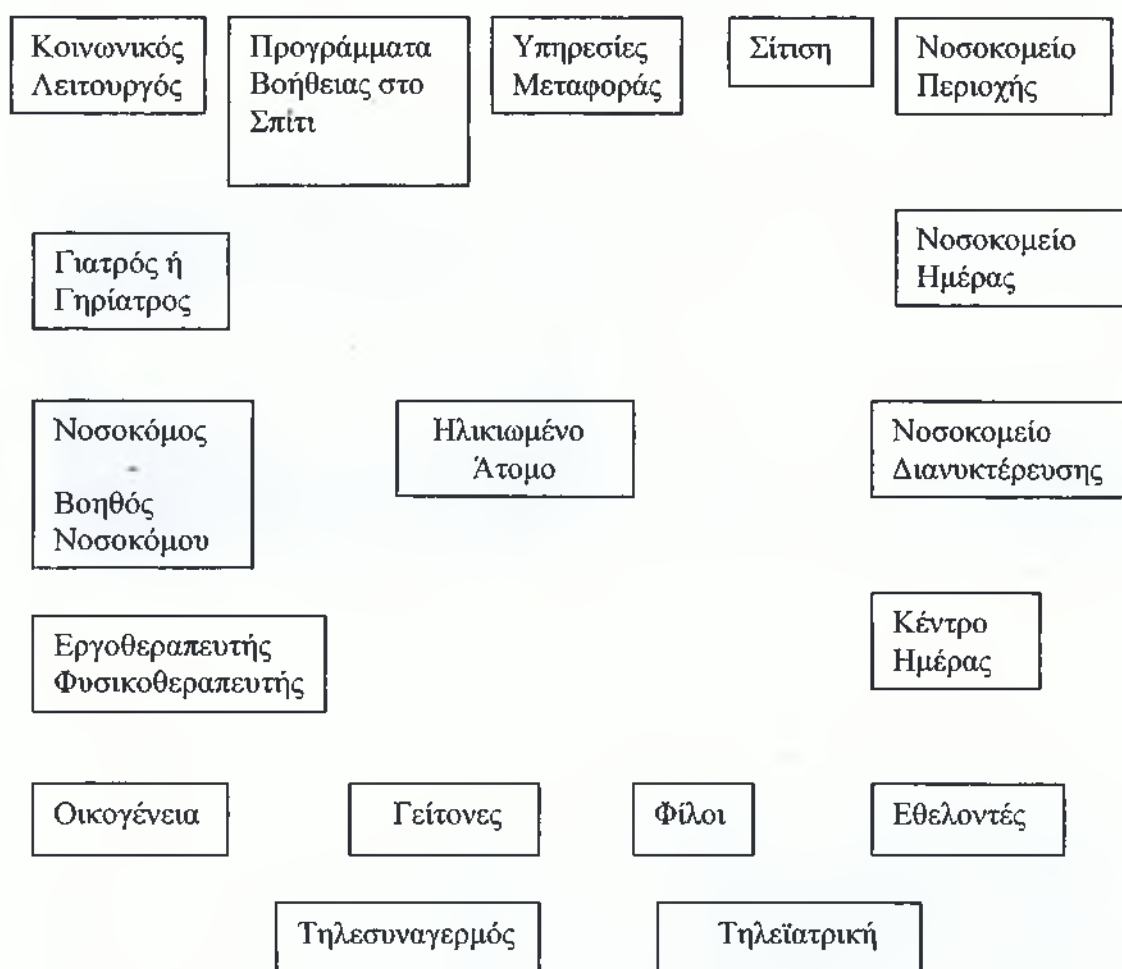 Κοινωνικός
Λειτουργός
Προγράμματα
Βοήθειας στο
Σπίτι
Υπηρεσίες
Μεταφοράς
Σίτιση
Νοσοκομείο
Περιοχής
Γιατρός ή
Γηρίατρος
Νοσοκομείο
Ημέρας
Νοσοκόμος
-
Βοηθός
Νοσοκόμου
Ηλικιωμένο
Άτομο
Νοσοκομείο
Διανυκτέρευσης
Εργοθεραπευτής
Φυσικοθεραπευτής
Κέντρο
Ημέρας
Οικογένεια
Γείτονες
Φίλοι
Εθελοντές
Τηλεσυναγερμός
Τηλεϊατρική